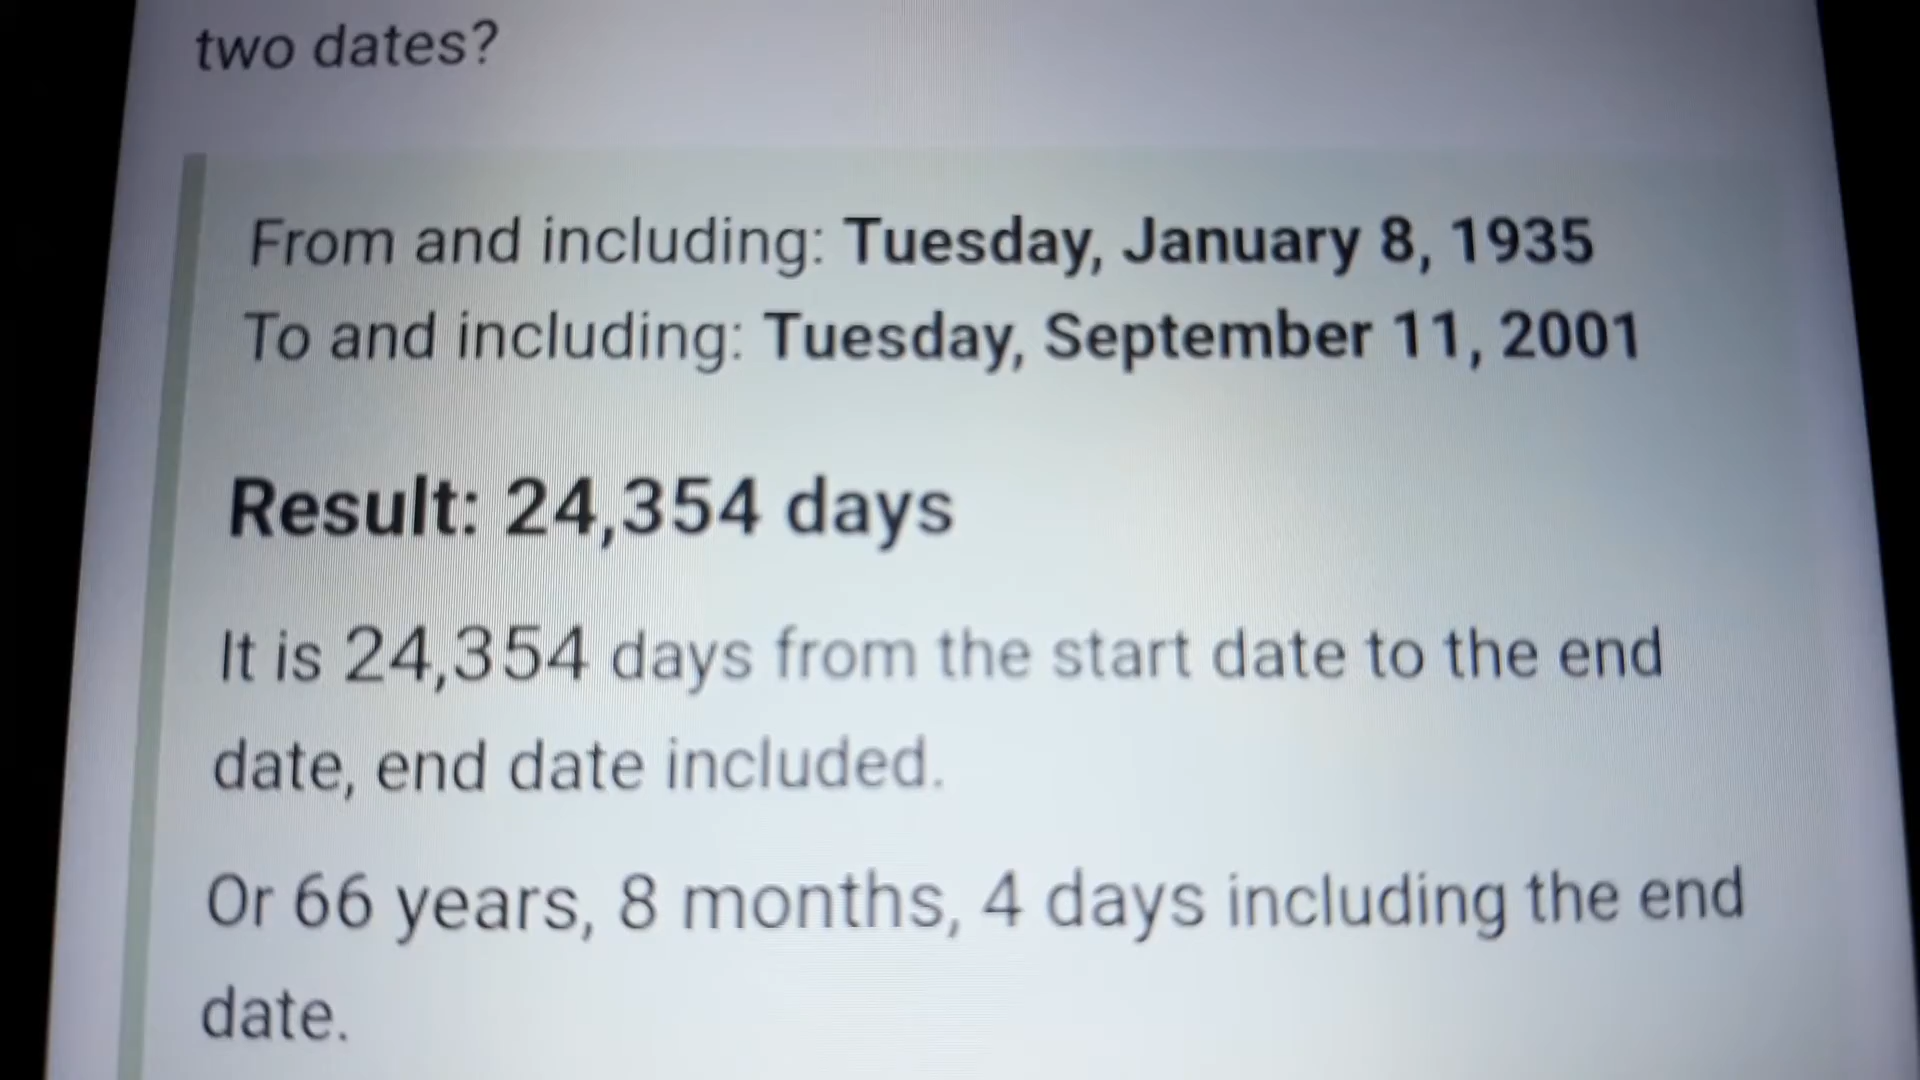 two dates?
From and including: Tuesday, January 8, 1935
To and including: Tuesday, September 11, 2001
Result: 24,354 days
It is 24,354 days from the start date to the end
date, end date included.
Or 66 years, 8 months, 4 days including the end
date.